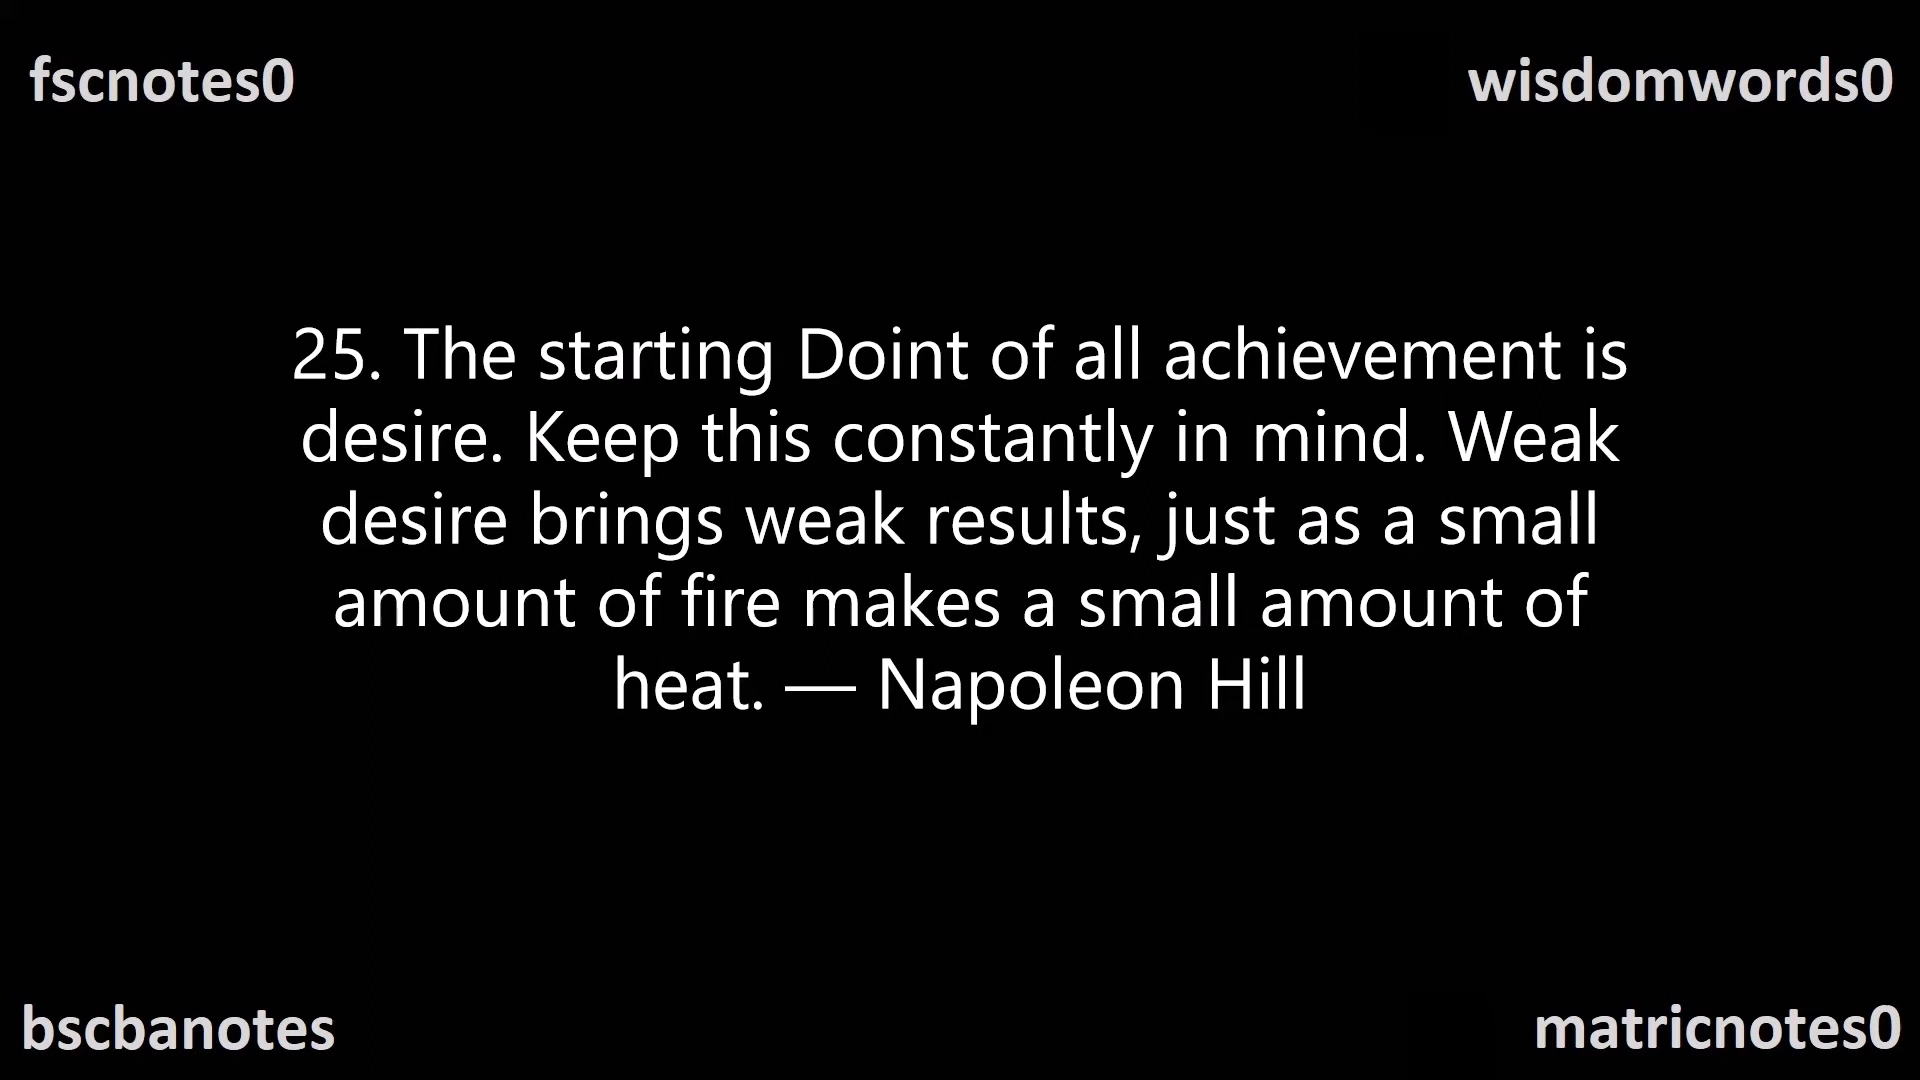 fscnotes0
wisdomwords0
25. The starting Doint of all achievement is
desire. Keep this constantly in mind. Weak
desire brings weak results, just as a small
amount of fire makes a small amount of
heat. — Napoleon Hill
bscbanotes
matricnotes0